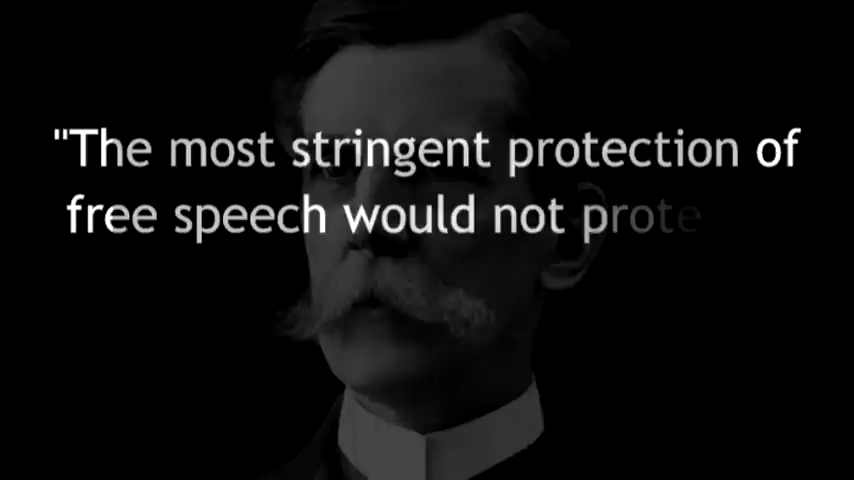 "The most stringent protection of
free speech would not prote